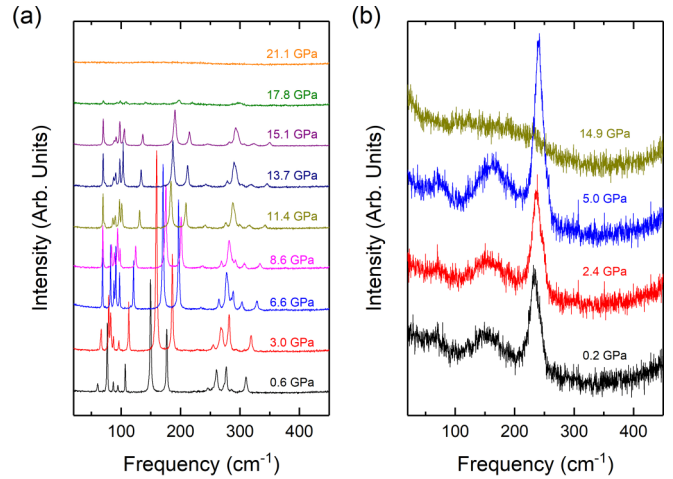 (a)
Intensity (Arb. Units)
21.1 GPa
17.8 GPa
15.1 GPa
13.7 GPa
11.4 GPa
8.6 GPa
6.6 GPa
3.0 GPa
0.6 GPa
100 200 300 400
Frequency (cm-1)
(b)
Intensity (Arb. Units)
14.9 GPa
5.0 GPa
2.4 GPa
0.2 GPa
100 200 300 400
Frequency (cm-1)